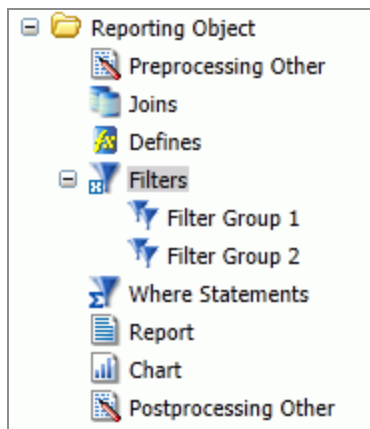 Reporting Object
Preprocessing Other
Joins
Defines
Filters
Filter Group 1
Filter Group 2
Where Statements
Report
Chart
Postprocessing Other